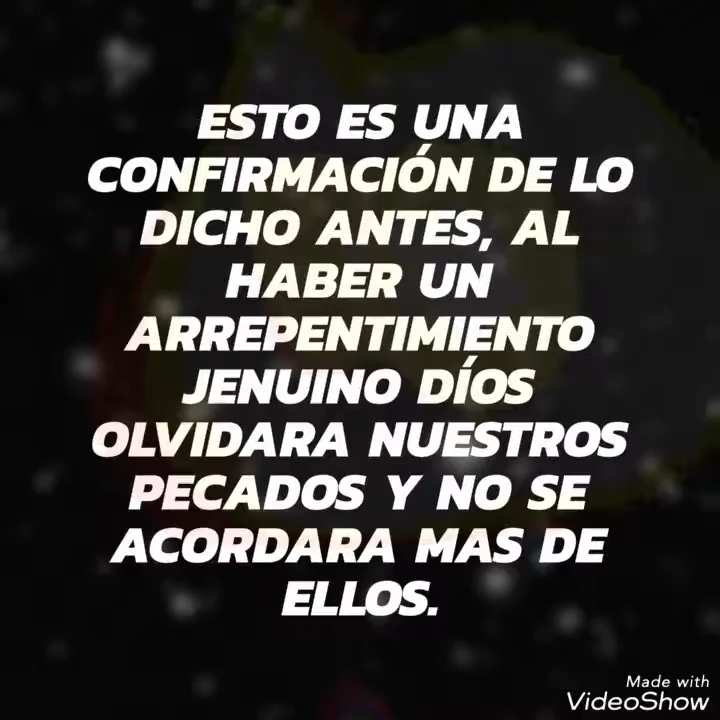 ESTO ES UNA
CONFIRMACIÓN DE LO
DICHO ANTES, AL
HABER UN
ARREPENTIMIENTO
JENUINO DÍOS
OLVIDARA NUESTROS
PECADOS Y NO SE
ACORDARA MAS DE
ELLOS.
Made with
VideoShow